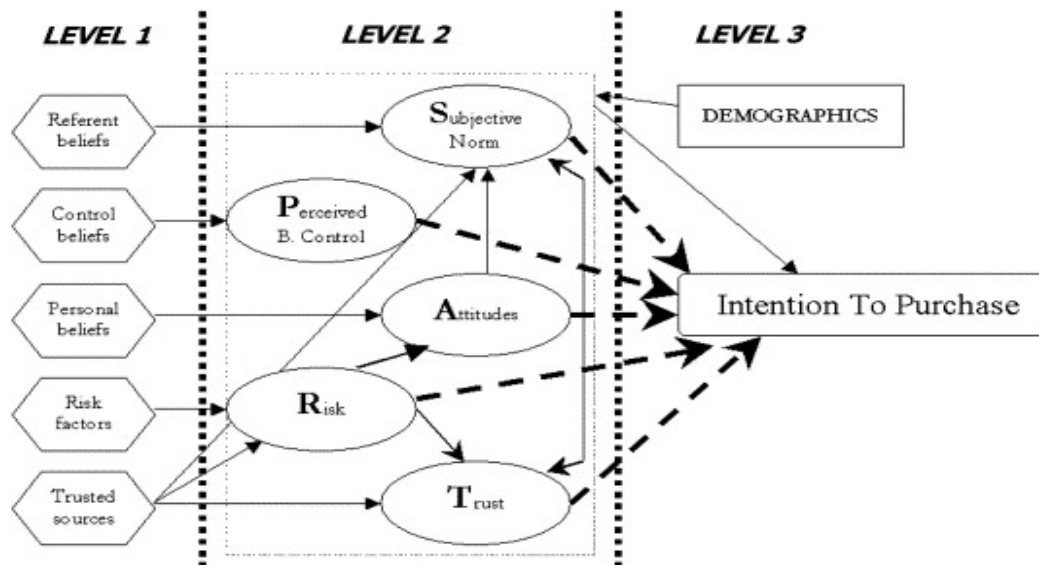 LEVEL 1
LEVEL 2
LEVEL 3
Referent
beliefs
Subjective
Norm
DEMOGRAPHICS
Control
beliefs
Perceived
B. Control
Personal
beliefs
Attitudes
Intention To Purchase
Risk
factors
Risk
Trusted
sources
Trust